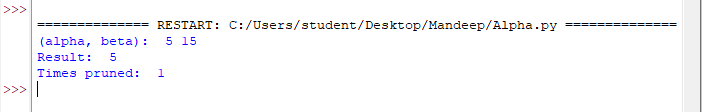 >>>
============== RESTART: C:/Users/student/Desktop/Mandeep/Alpha.py ==============
(alpha, beta):  5 15
Result:  5
Times pruned:  1
>>>